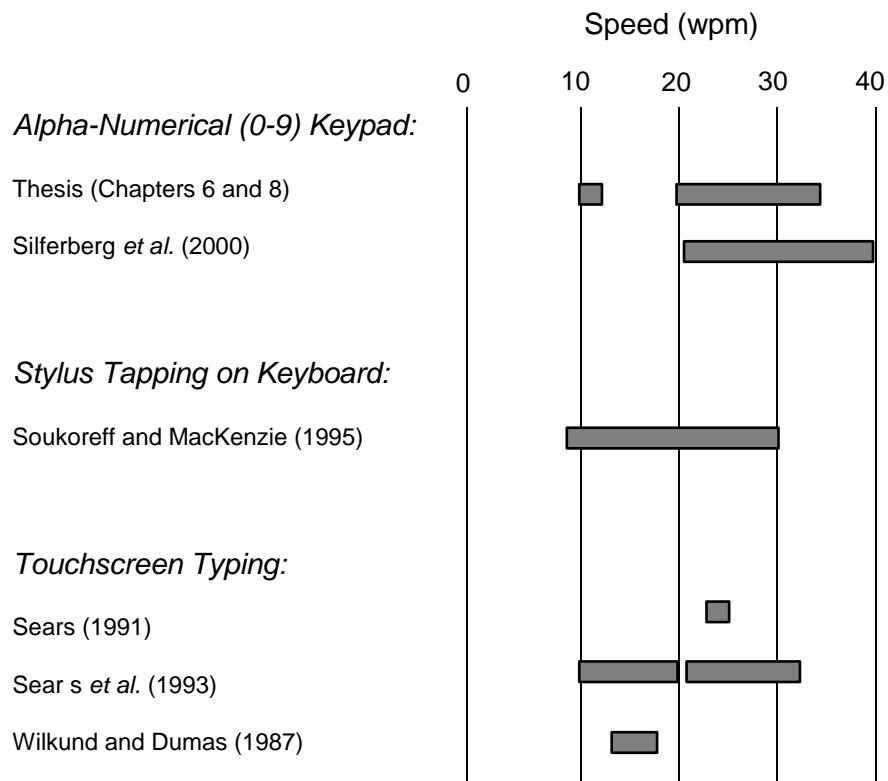 Speed (wpm)
0 10 20 30 40
Alpha-Numerical (0-9) Keypad:
Thesis (Chapters 6 and 8)
Silferberg et al. (2000)
Stylus Tapping on Keyboard:
Soukoreff and MacKenzie (1995)
Touchscreen Typing:
Sears (1991)
Sear s et al. (1993)
Wilkund and Dumas (1987)